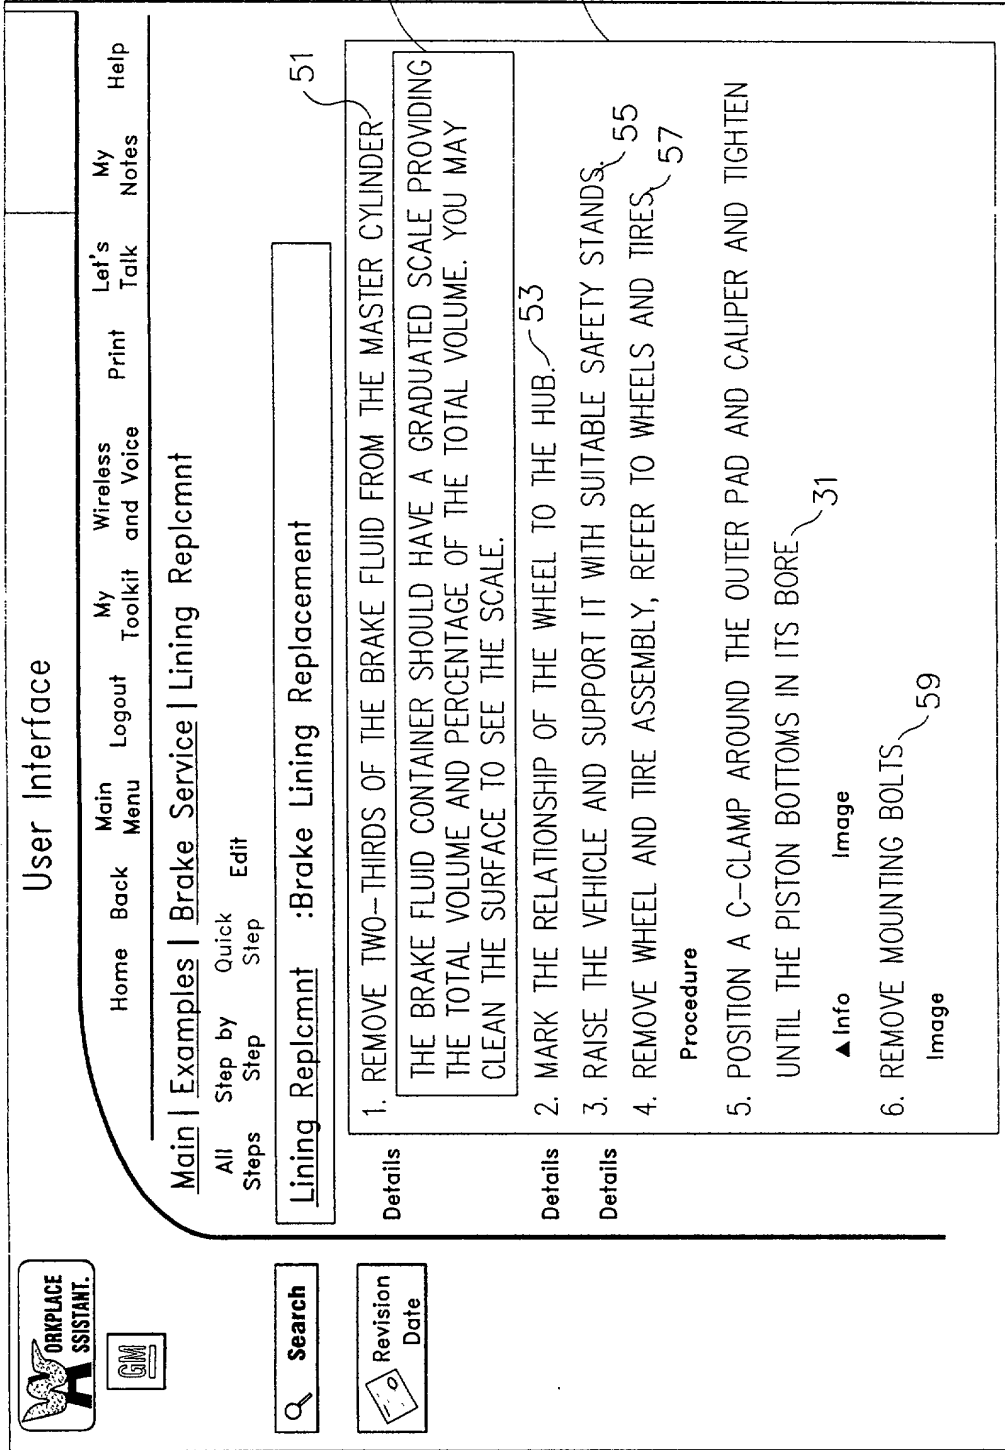 User Interface
ORKPLACE
SSISTANT.
GM
Home Back Main Menu Logout My Toolkit Wireless and Voice Print Let's Talk My Notes Help
Main | Examples | Brake Service | Lining Replcmnt
All Steps Step by Step Quick Step Edit
Search
Lining Replcmnt :Brake Lining Replacement
Revision Date
Details
1. REMOVE TWO-THIRDS OF THE BRAKE FLUID FROM THE MASTER CYLINDER 51
THE BRAKE FLUID CONTAINER SHOULD HAVE A GRADUATED SCALE PROVIDING
THE TOTAL VOLUME AND PERCENTAGE OF THE TOTAL VOLUME. YOU MAY
CLEAN THE SURFACE TO SEE THE SCALE.
Details 2. MARK THE RELATIONSHIP OF THE WHEEL TO THE HUB. 53
Details 3. RAISE THE VEHICLE AND SUPPORT IT WITH SUITABLE SAFETY STANDS. 55
4. REMOVE WHEEL AND TIRE ASSEMBLY, REFER TO WHEELS AND TIRES 57
Procedure
5. POSITION A C-CLAMP AROUND THE OUTER PAD AND CALIPER AND TIGHTEN
UNTIL THE PISTON BOTTOMS IN ITS BORE 31
▲Info Image
6. REMOVE MOUNTING BOLTS 59
Image